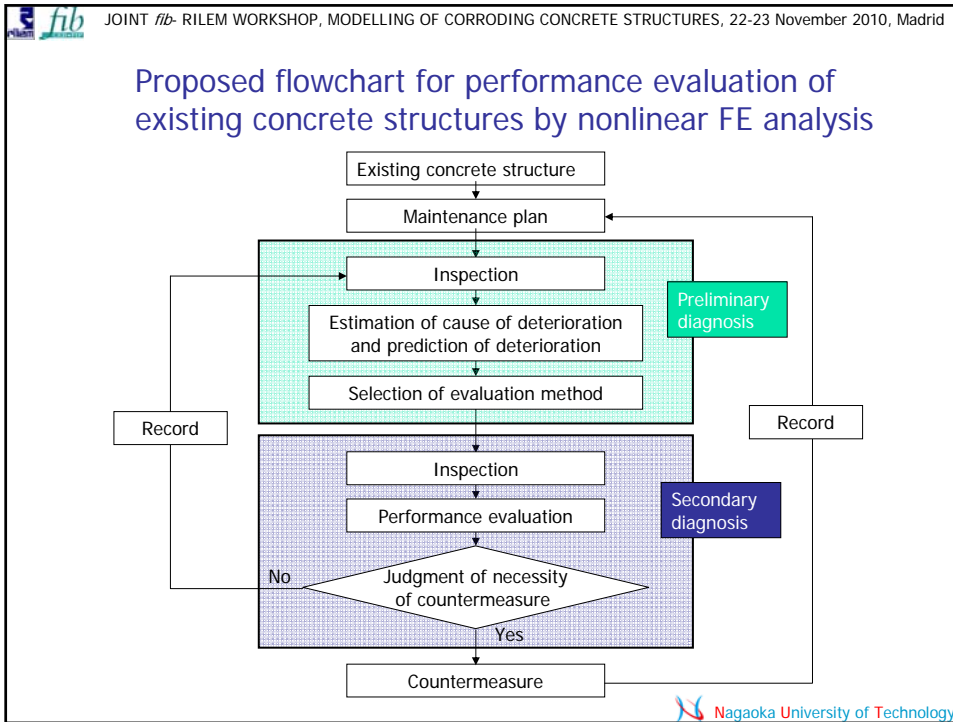 fib
CEB-FIP
JOINT fib- RILEM WORKSHOP, MODELLING OF CORRODING CONCRETE STRUCTURES, 22-23 November 2010, Madrid
Proposed flowchart for performance evaluation of
existing concrete structures by nonlinear FE analysis
Existing concrete structure
Maintenance plan
Inspection
Preliminary
diagnosis
Estimation of cause of deterioration
and prediction of deterioration
Selection of evaluation method
Record
Record
Inspection
Secondary
diagnosis
Performance evaluation
No
Judgment of necessity
of countermeasure
Yes
Countermeasure
Nagaoka University of Technology